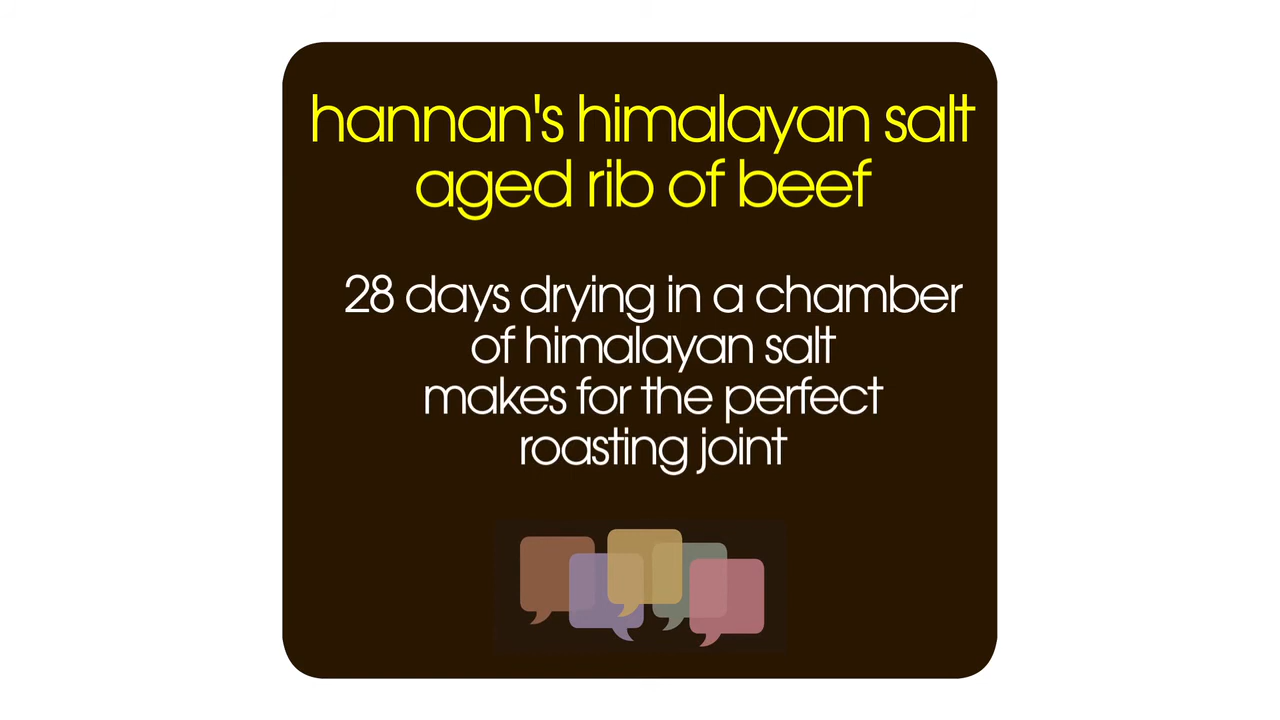 hannan's himalayan salt
aged rib of beef
28 days drying in a chamber
of himalayan salt
makes for the perfect
roasting joint